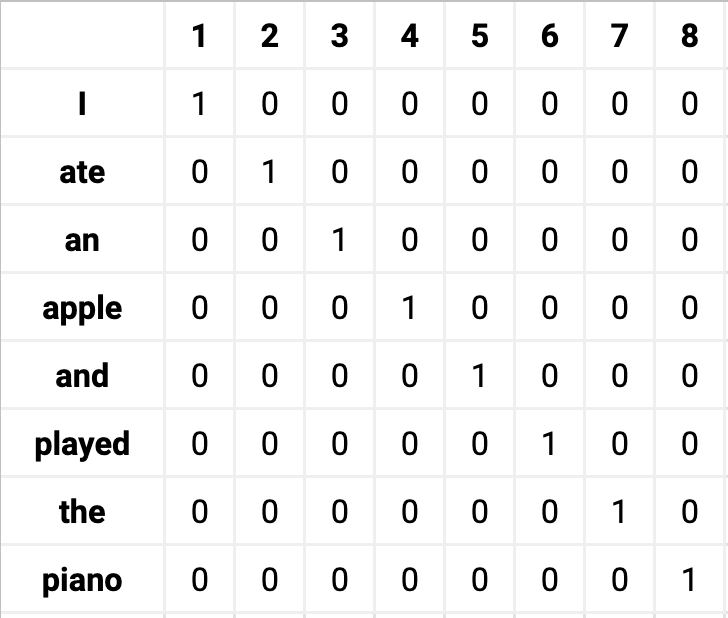 1 2 3 4 5 6 7 8
I 1 0 0 0 0 0 0 0
ate 0 1 0 0 0 0 0 0
an 0 0 1 0 0 0 0 0
apple 0 0 0 1 0 0 0 0
and 0 0 0 0 1 0 0 0
played 0 0 0 0 0 1 0 0
the 0 0 0 0 0 0 1 0
piano 0 0 0 0 0 0 0 1